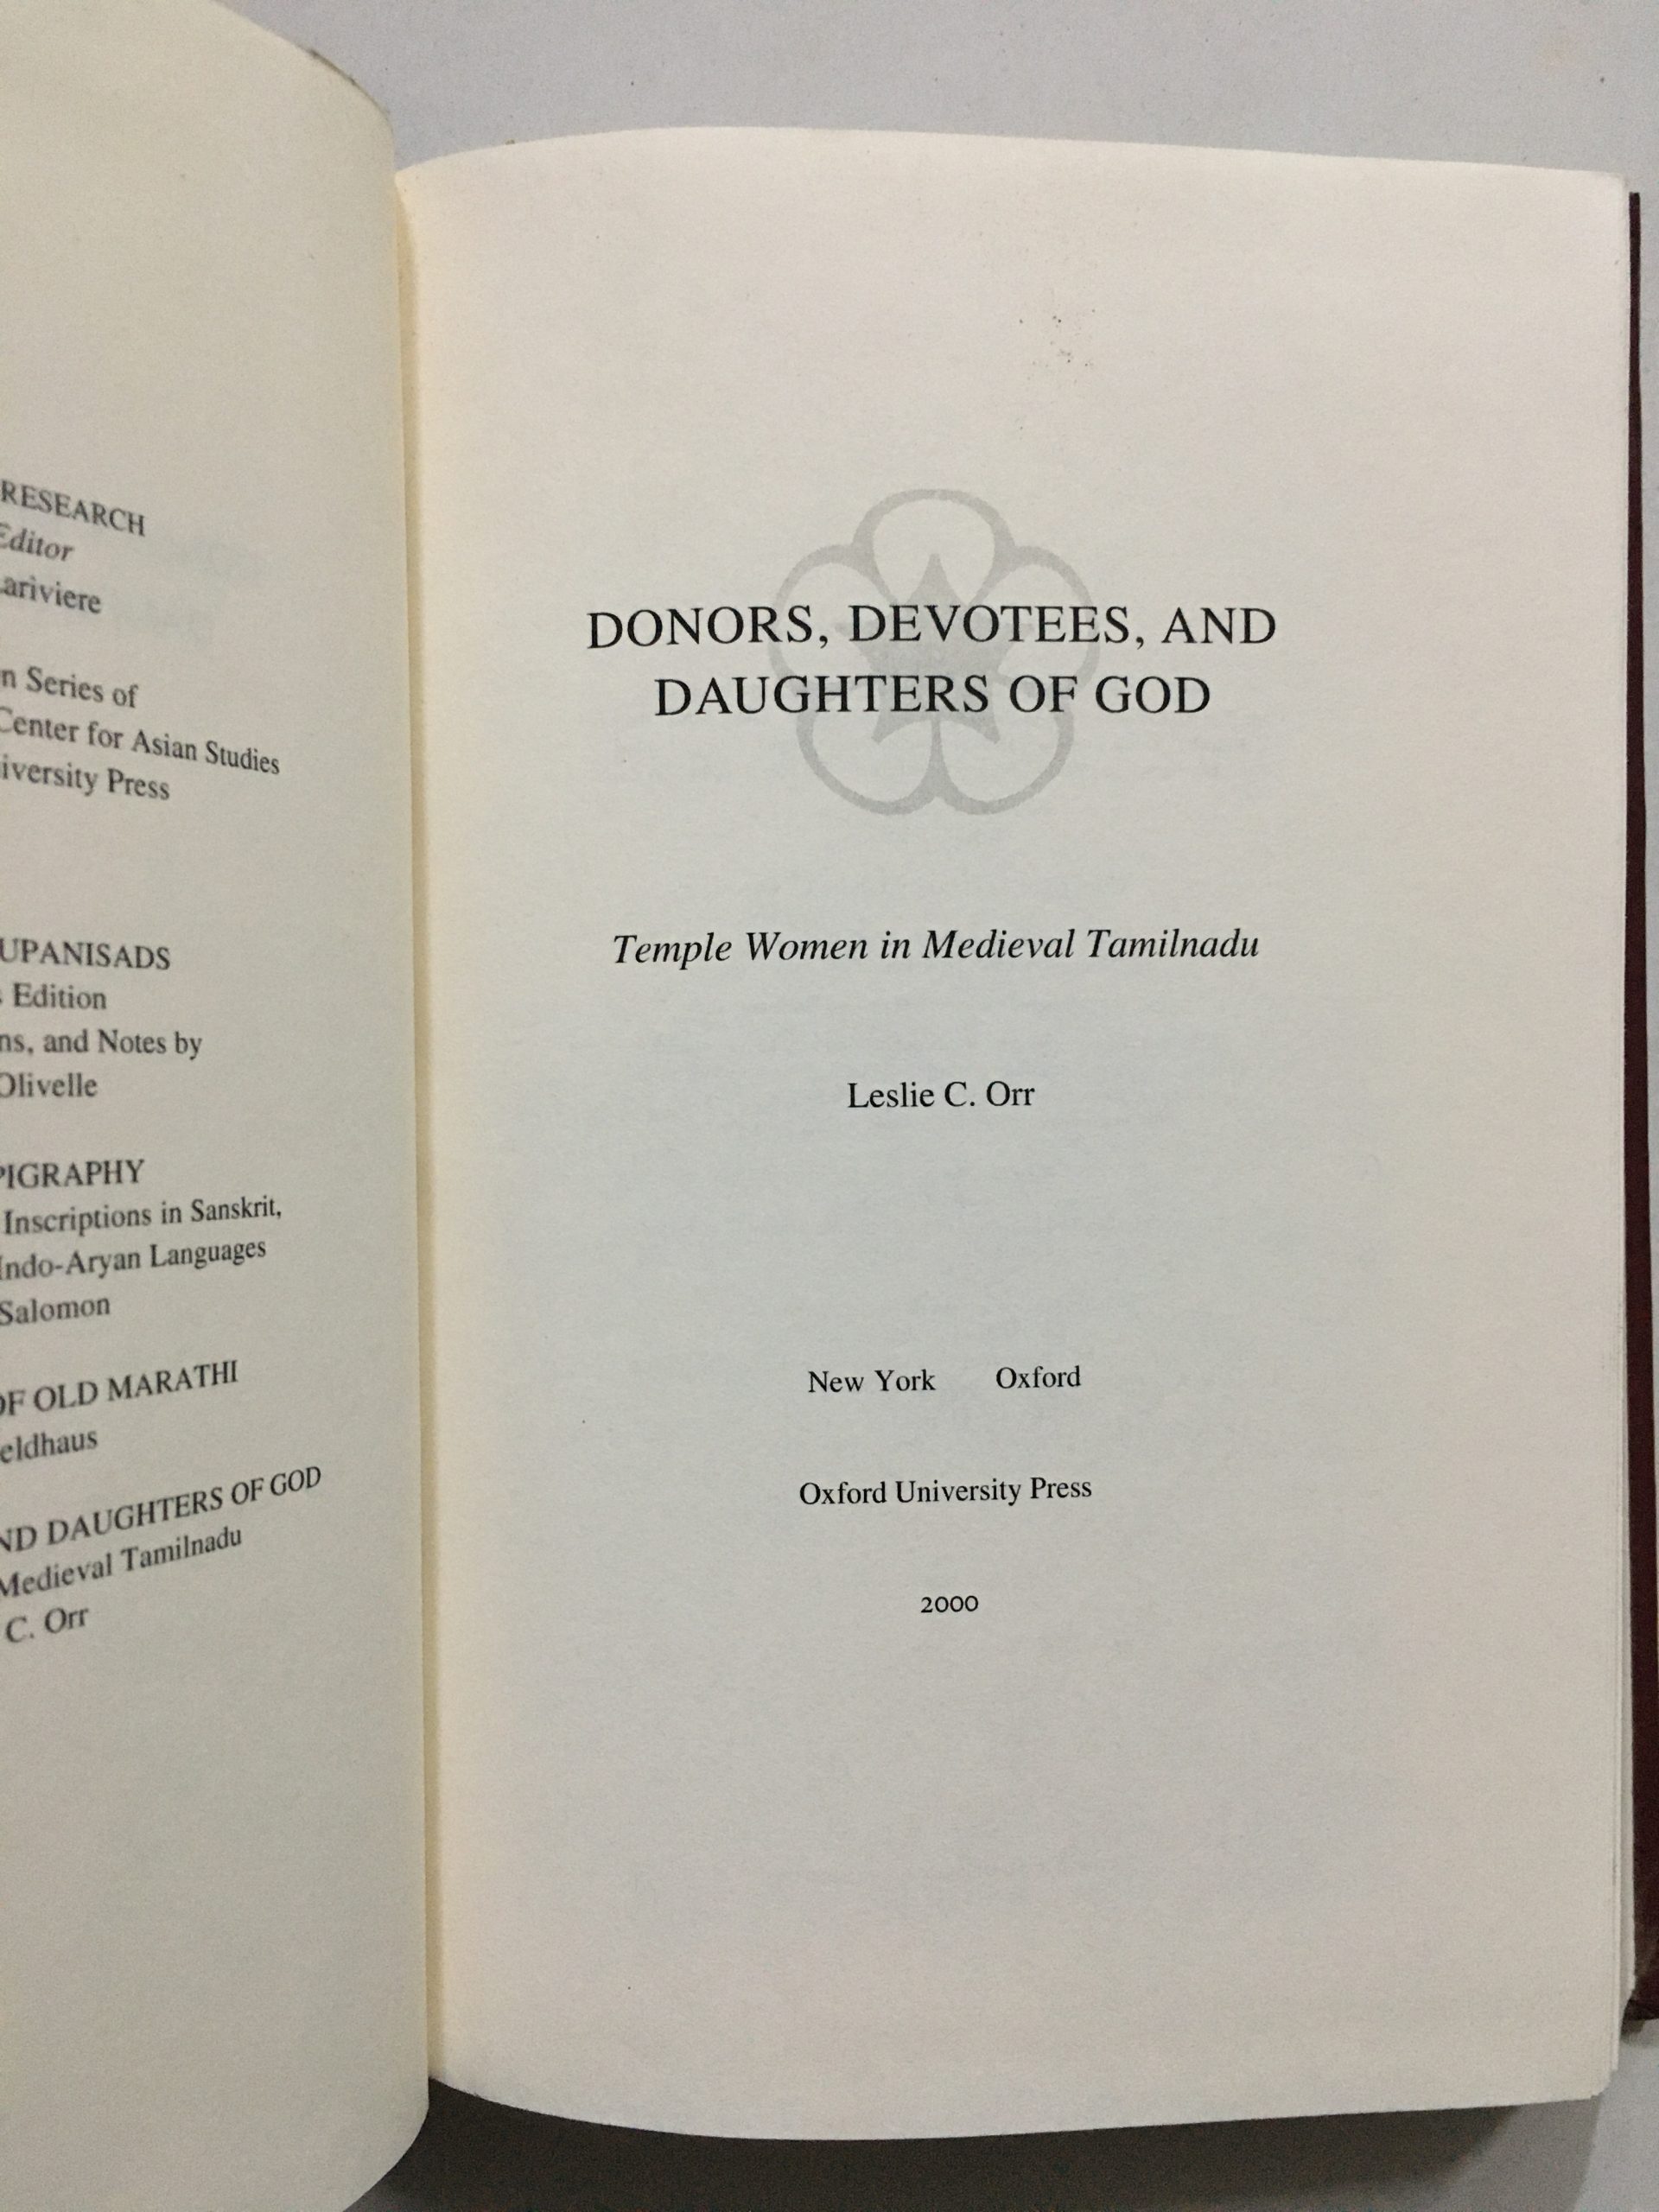 RESEARCH
Editor
ariviere
n Series of
Center for Asian Studies
iversity Press
UPANISADS
Edition
ns, and Notes by
Olivelle
PIGRAPHY
Inscriptions in Sanskrit,
Indo-Aryan Languages
Salomon
OF OLD MARATHI
eldhaus
ND DAUGHTERS OF GOD
Medieval Tamilnadu
C. Orr
DONORS, DEVOTEES, AND
DAUGHTERS OF GOD
Temple Women in Medieval Tamilnadu
Leslie C. Orr
New York Oxford
Oxford University Press
2000